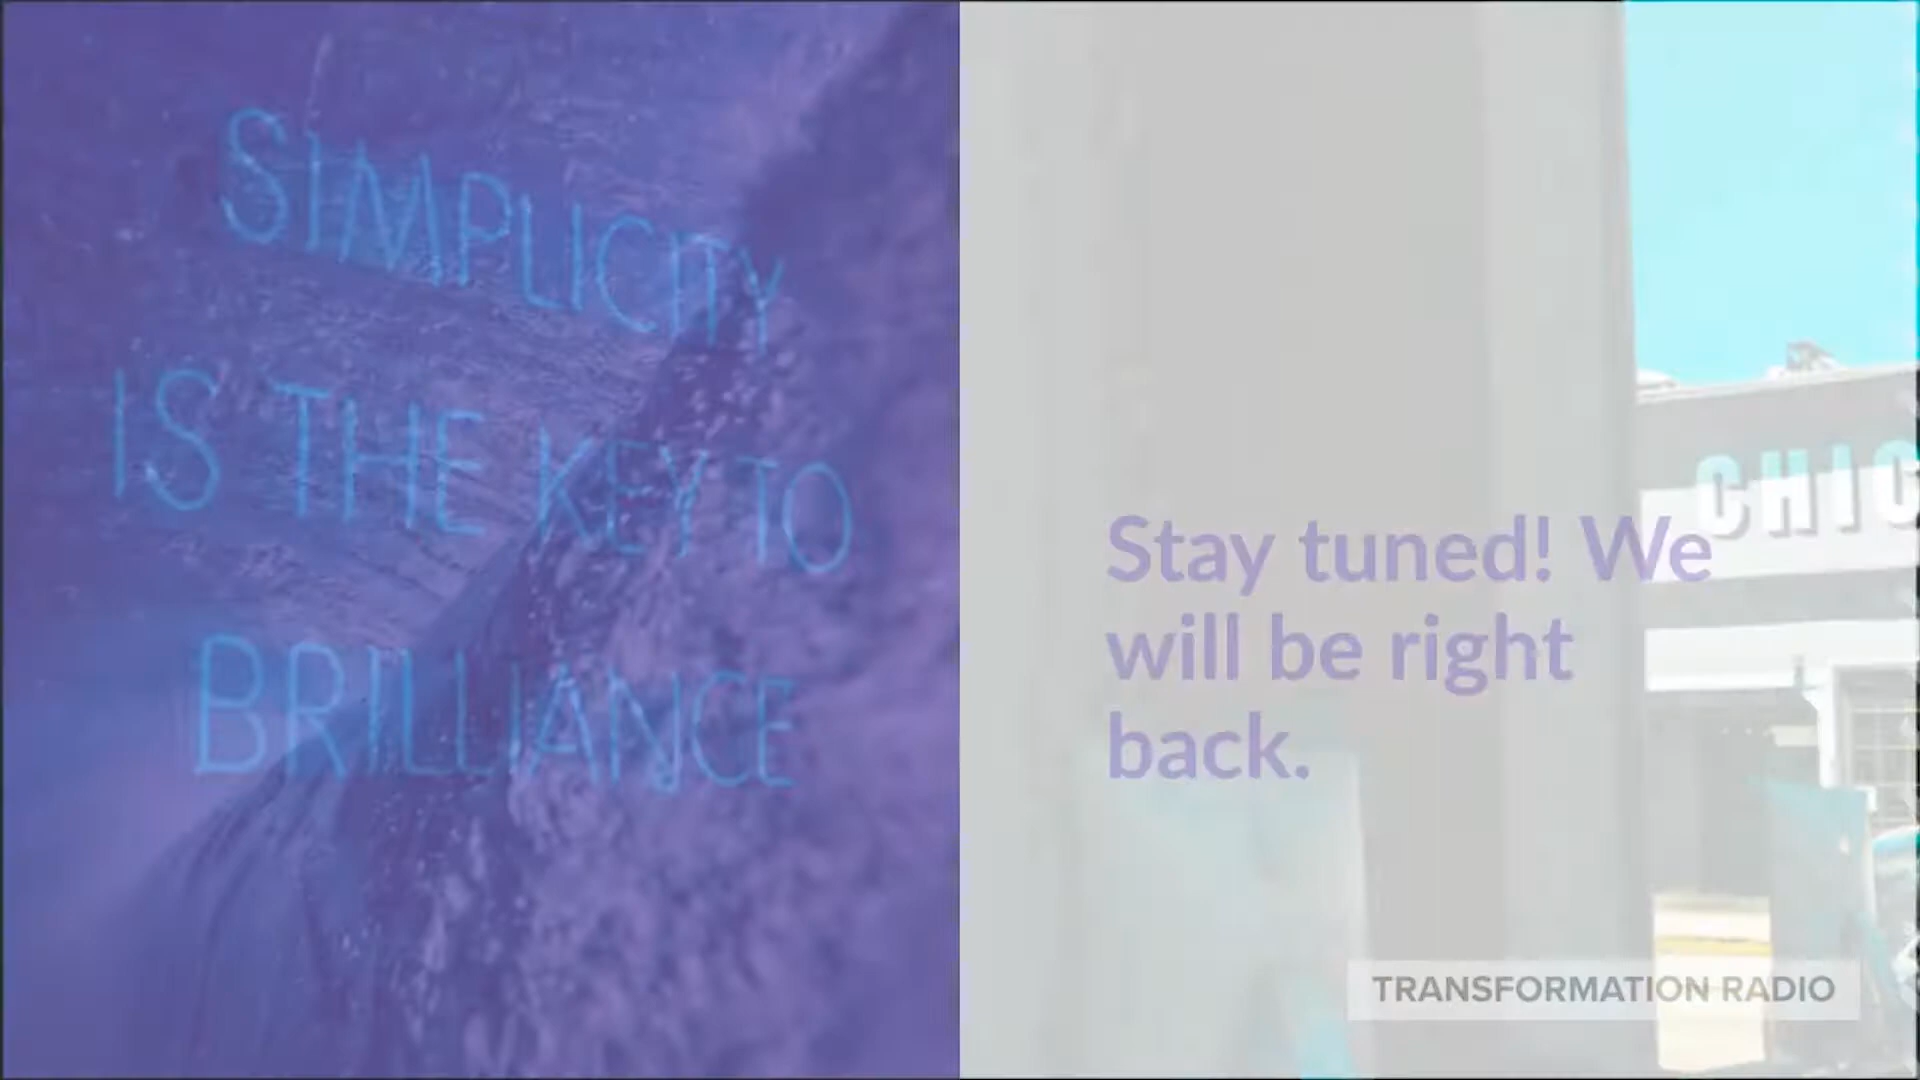 SIMPLICITY
IS THE KEY TO
BRILLIANCE
Stay tuned! We
will be right
back.
CHIC
TRANSFORMATION RADIO